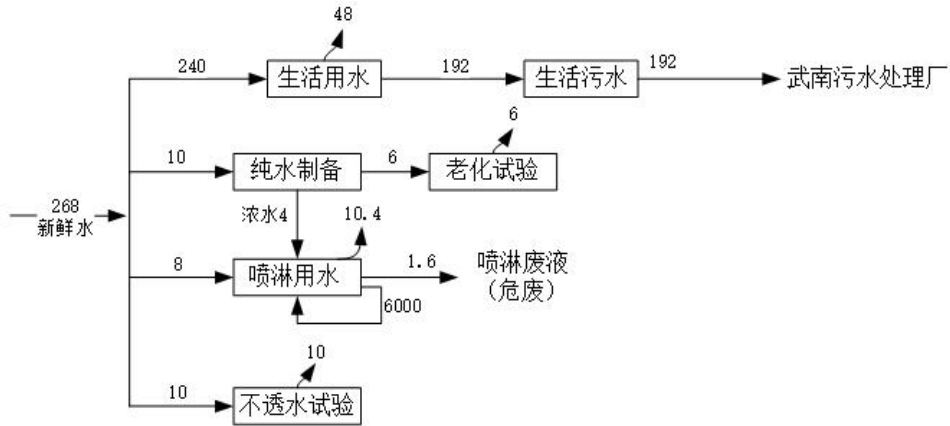 48
240
生活用水
192
生活污水
192
武南污水处理厂
6
10
纯水制备
6
老化试验
268
新鲜水
浓水4
10.4
8
喷淋用水
1.6
喷淋废液
（危废）
6000
10
10
不透水试验